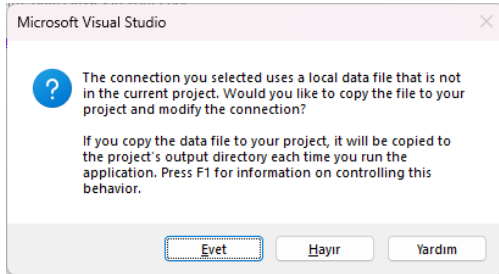 Microsoft Visual Studio
The connection you selected uses a local data file that is not
in the current project. Would you like to copy the file to your
project and modify the connection?
If you copy the data file to your project, it will be copied to
the project's output directory each time you run the
application. Press F1 for information on controlling this
behavior.
Evet
Hayır
Yardım